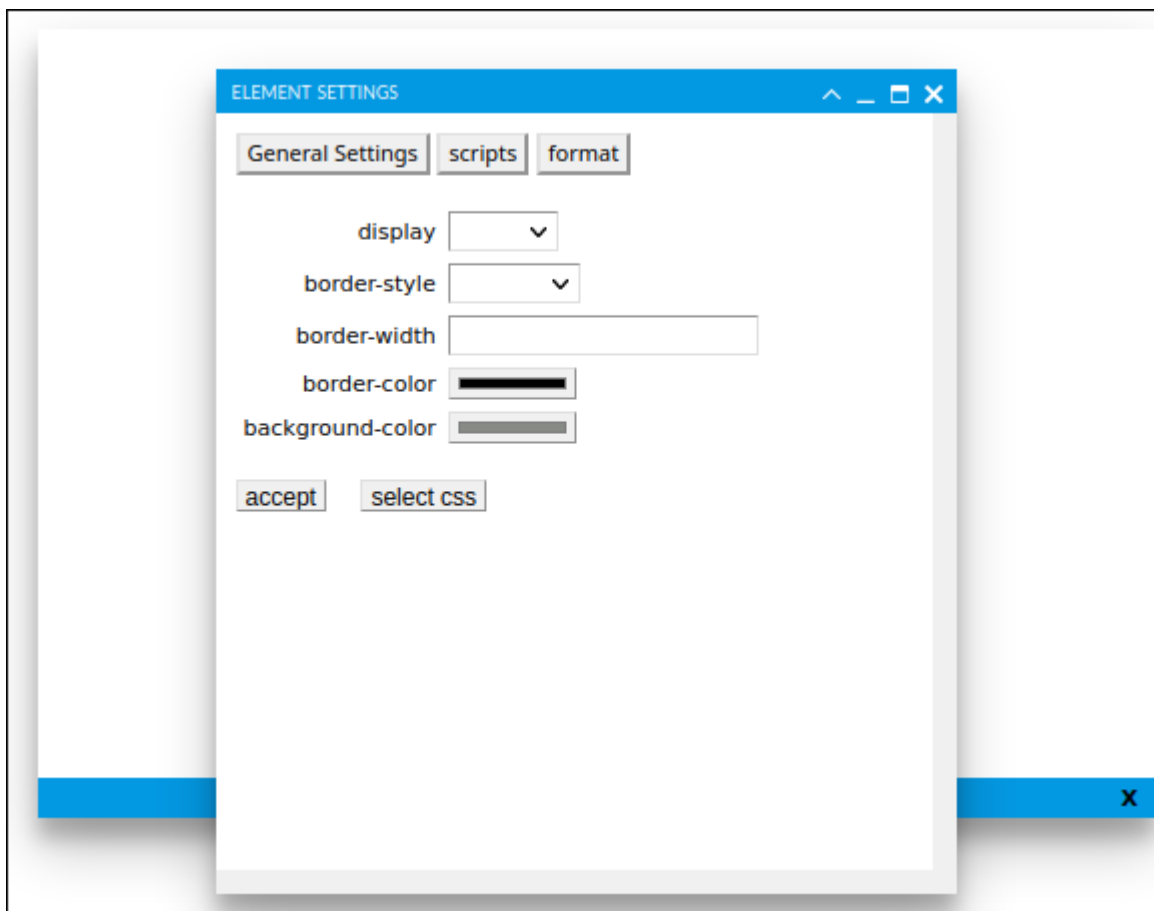 ELEMENT SETTINGS
General Settings scripts format
display
border-style
border-width
border-color
background-color
accept select css
X